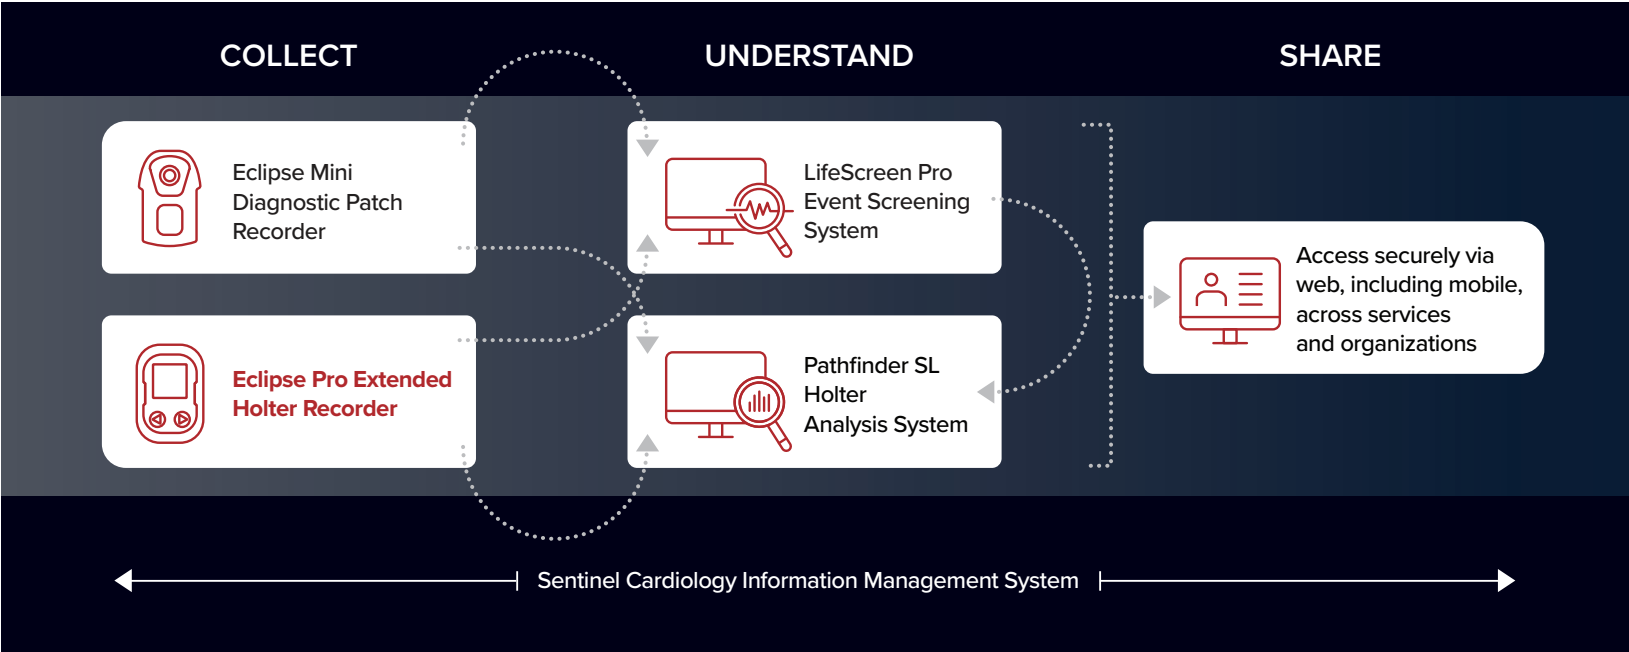 COLLECT
UNDERSTAND
SHARE
Eclipse Mini
Diagnostic Patch
Recorder
Eclipse Pro Extended
Holter Recorder
LifeScreen Pro
Event Screening
System
Pathfinder SL
Holter
Analysis System
Access securely via
web, including mobile,
across services
and organizations
Sentinel Cardiology Information Management System